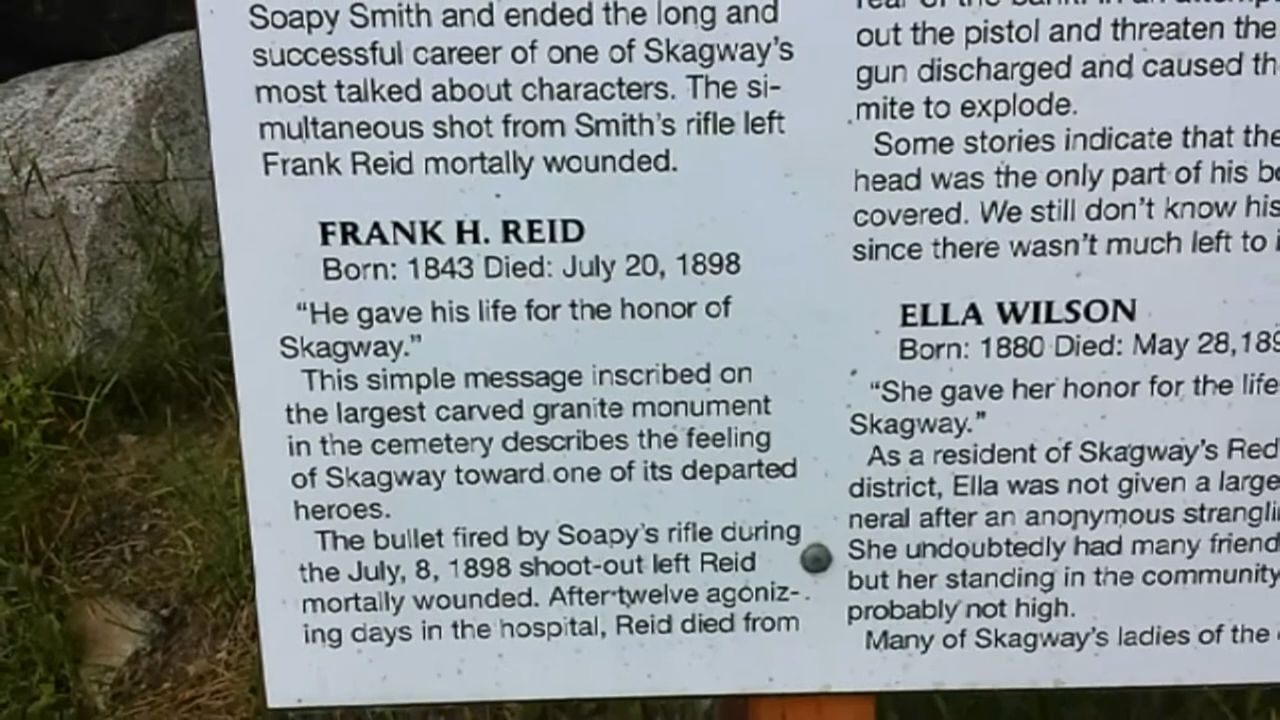 Soapy Smith and ended the long and
successful career of one of Skagway's
most talked about characters. The si-
multaneous shot from Smith's rifle left
Frank Reid mortally wounded.
FRANK H. REID
Born: 1843 Died: July 20, 1898
“He gave his life for the honor of
Skagway.”
This simple message inscribed on
the largest carved granite monument
in the cemetery describes the feeling
of Skagway toward one of its departed
heroes.
The bullet fired by Soapy's rifle during
the July, 8, 1898 shoot-out left Reid
mortally wounded. After twelve agoniz-
ing days in the hospital, Reid died from
out the pistol and threaten the
gun discharged and caused
mite to explode.
Some stories indicate that the
head was the only part of his
covered. We still don't know his
since there wasn't much left to
ELLA WILSON
Born: 1880 Died: May 28,
“She gave her honor for the life
Skagway.”
As a resident of Skagway's Red
district, Ella was not given a large
neral after an anonymous
She undoubtedly had many
but her standing in the community
probably not high.
Many of Skagway's ladies of the